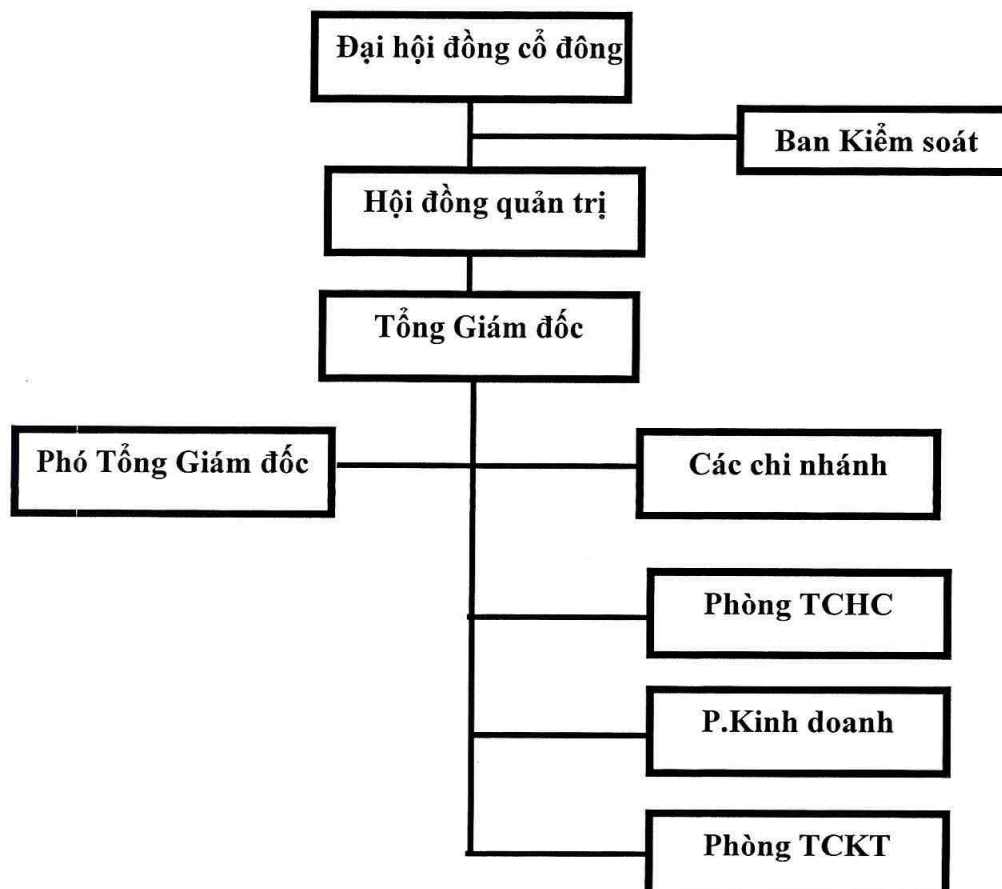 Đại hội đồng cổ đông
Ban Kiểm soát
Hội đồng quản trị
Tổng Giám đốc
Phó Tổng Giám đốc
Các chi nhánh
Phòng TCHC
P.Kinh doanh
Phòng TCKT